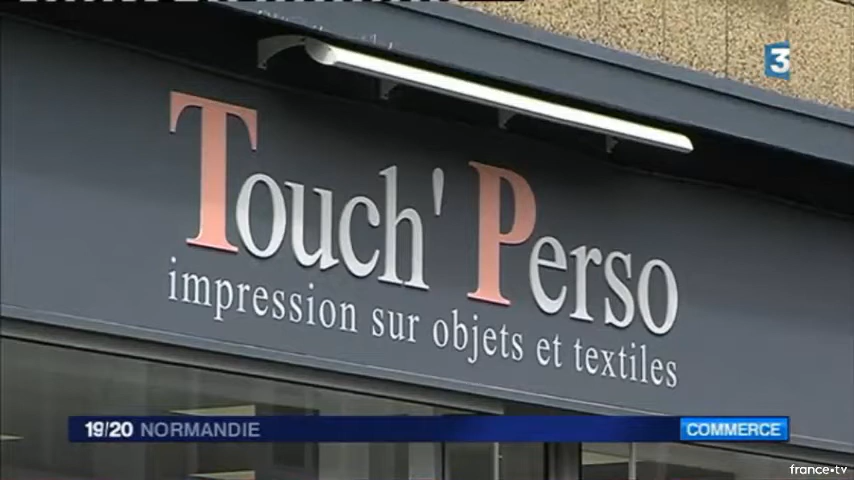 3
Touch' Perso
impression sur objets et textiles
19/20 NORMANDIE
COMMERCE
france•tv